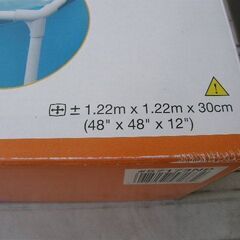 ± 1.22m x 1.22m x 30cm
(48" x 48" x 12")